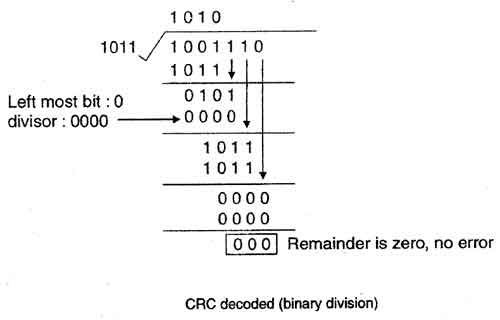 1010
1011 1001110
1011
0101
Left most bit : 0
divisor : 0000 0000
1011
1011
0000
0000
000 Remainder is zero, no error
CRC decoded (binary division)